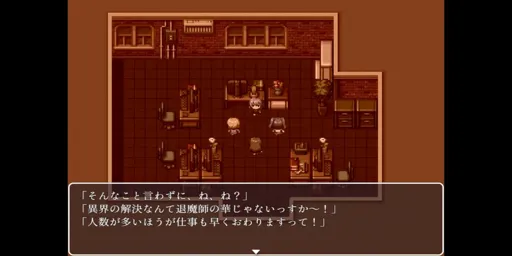 「そんなこと言わずに、ね、ね？」
「異界の解決なんて退魔師の華じゃないっすか～！」
「人数が多いほうが仕事も早くおわりますって！」